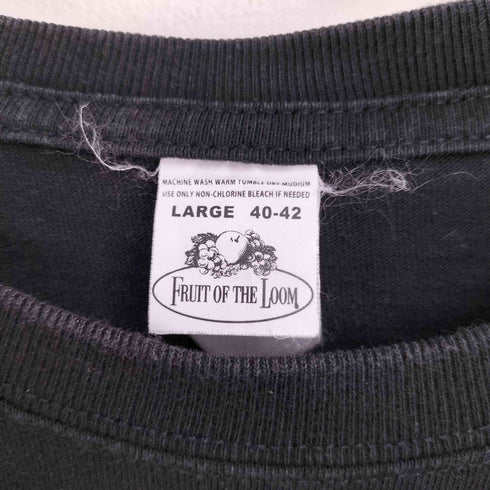 MACHINE WASH WARM TUMBLE DRY MUDIUM
USE ONLY NON-CHLORINE BLEACH IF NEEDED
LARGE 40-42
FRUIT OF THE LOOM